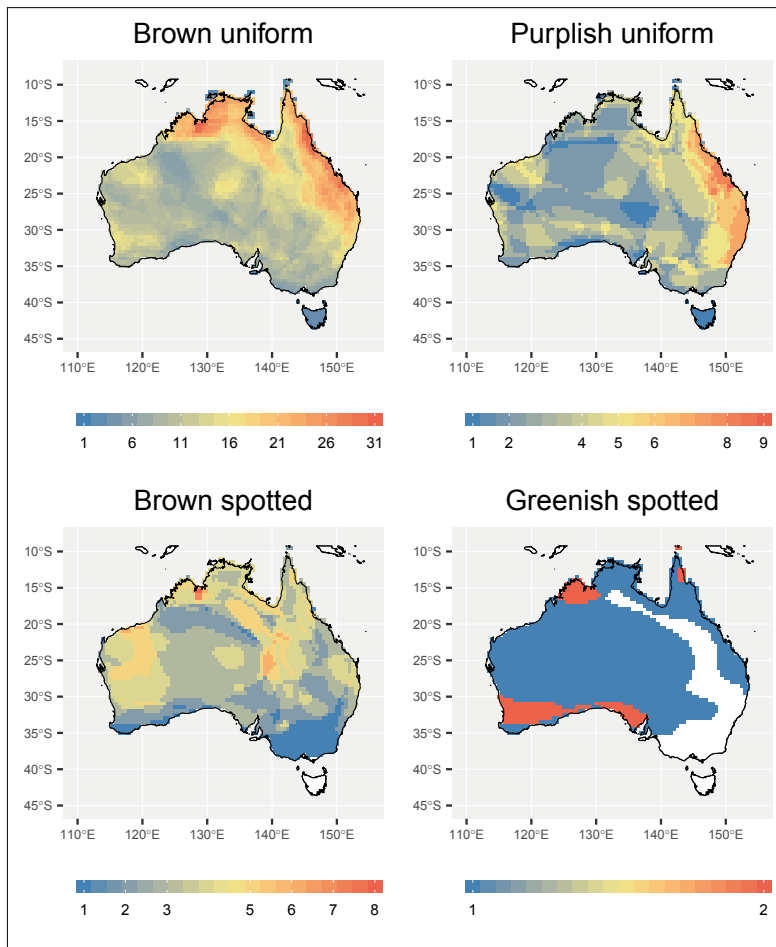 Brown uniform Purplish uniform
10°S 10°S
15°S 15°S
20°S 20°S
25°S 25°S
30°S 30°S
35°S 35°S
40°S 40°S
45°S 45°S
110°E 120°E 130°E 140°E 150°E 110°E 120°E 130°E 140°E 150°E
1 6 11 16 21 26 31 1 2 4 5 6 8 9
Brown spotted Greenish spotted
10°S 10°S
15°S 15°S
20°S 20°S
25°S 25°S
30°S 30°S
35°S 35°S
40°S 40°S
45°S 45°S
110°E 120°E 130°E 140°E 150°E 110°E 120°E 130°E 140°E 150°E
1 2 3 5 6 7 8 1 2